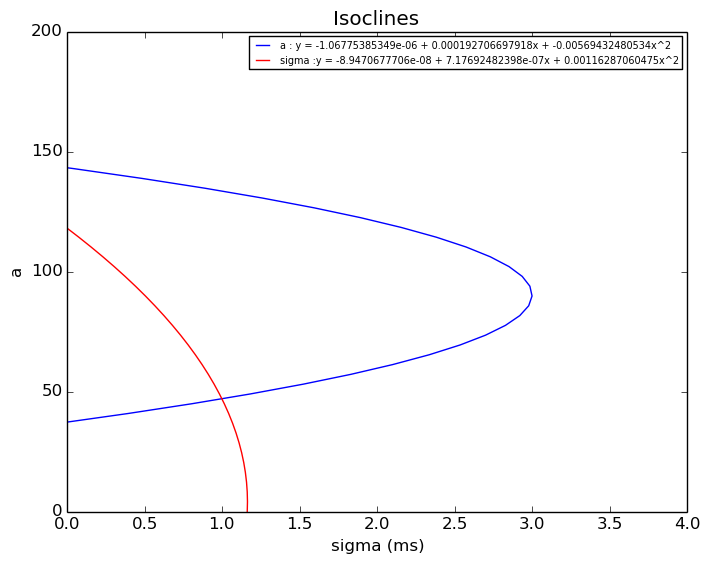 Isoclines
a : y = -1.06775385349e-06 + 0.000192706697918x + -0.00569432480534x^2
sigma :y = -8.9470677706e-08 + 7.17692482398e-07x + 0.00116287060475x^2
200
150
100
50
0
a
0.0 0.5 1.0 1.5 2.0 2.5 3.0 3.5 4.0
sigma (ms)